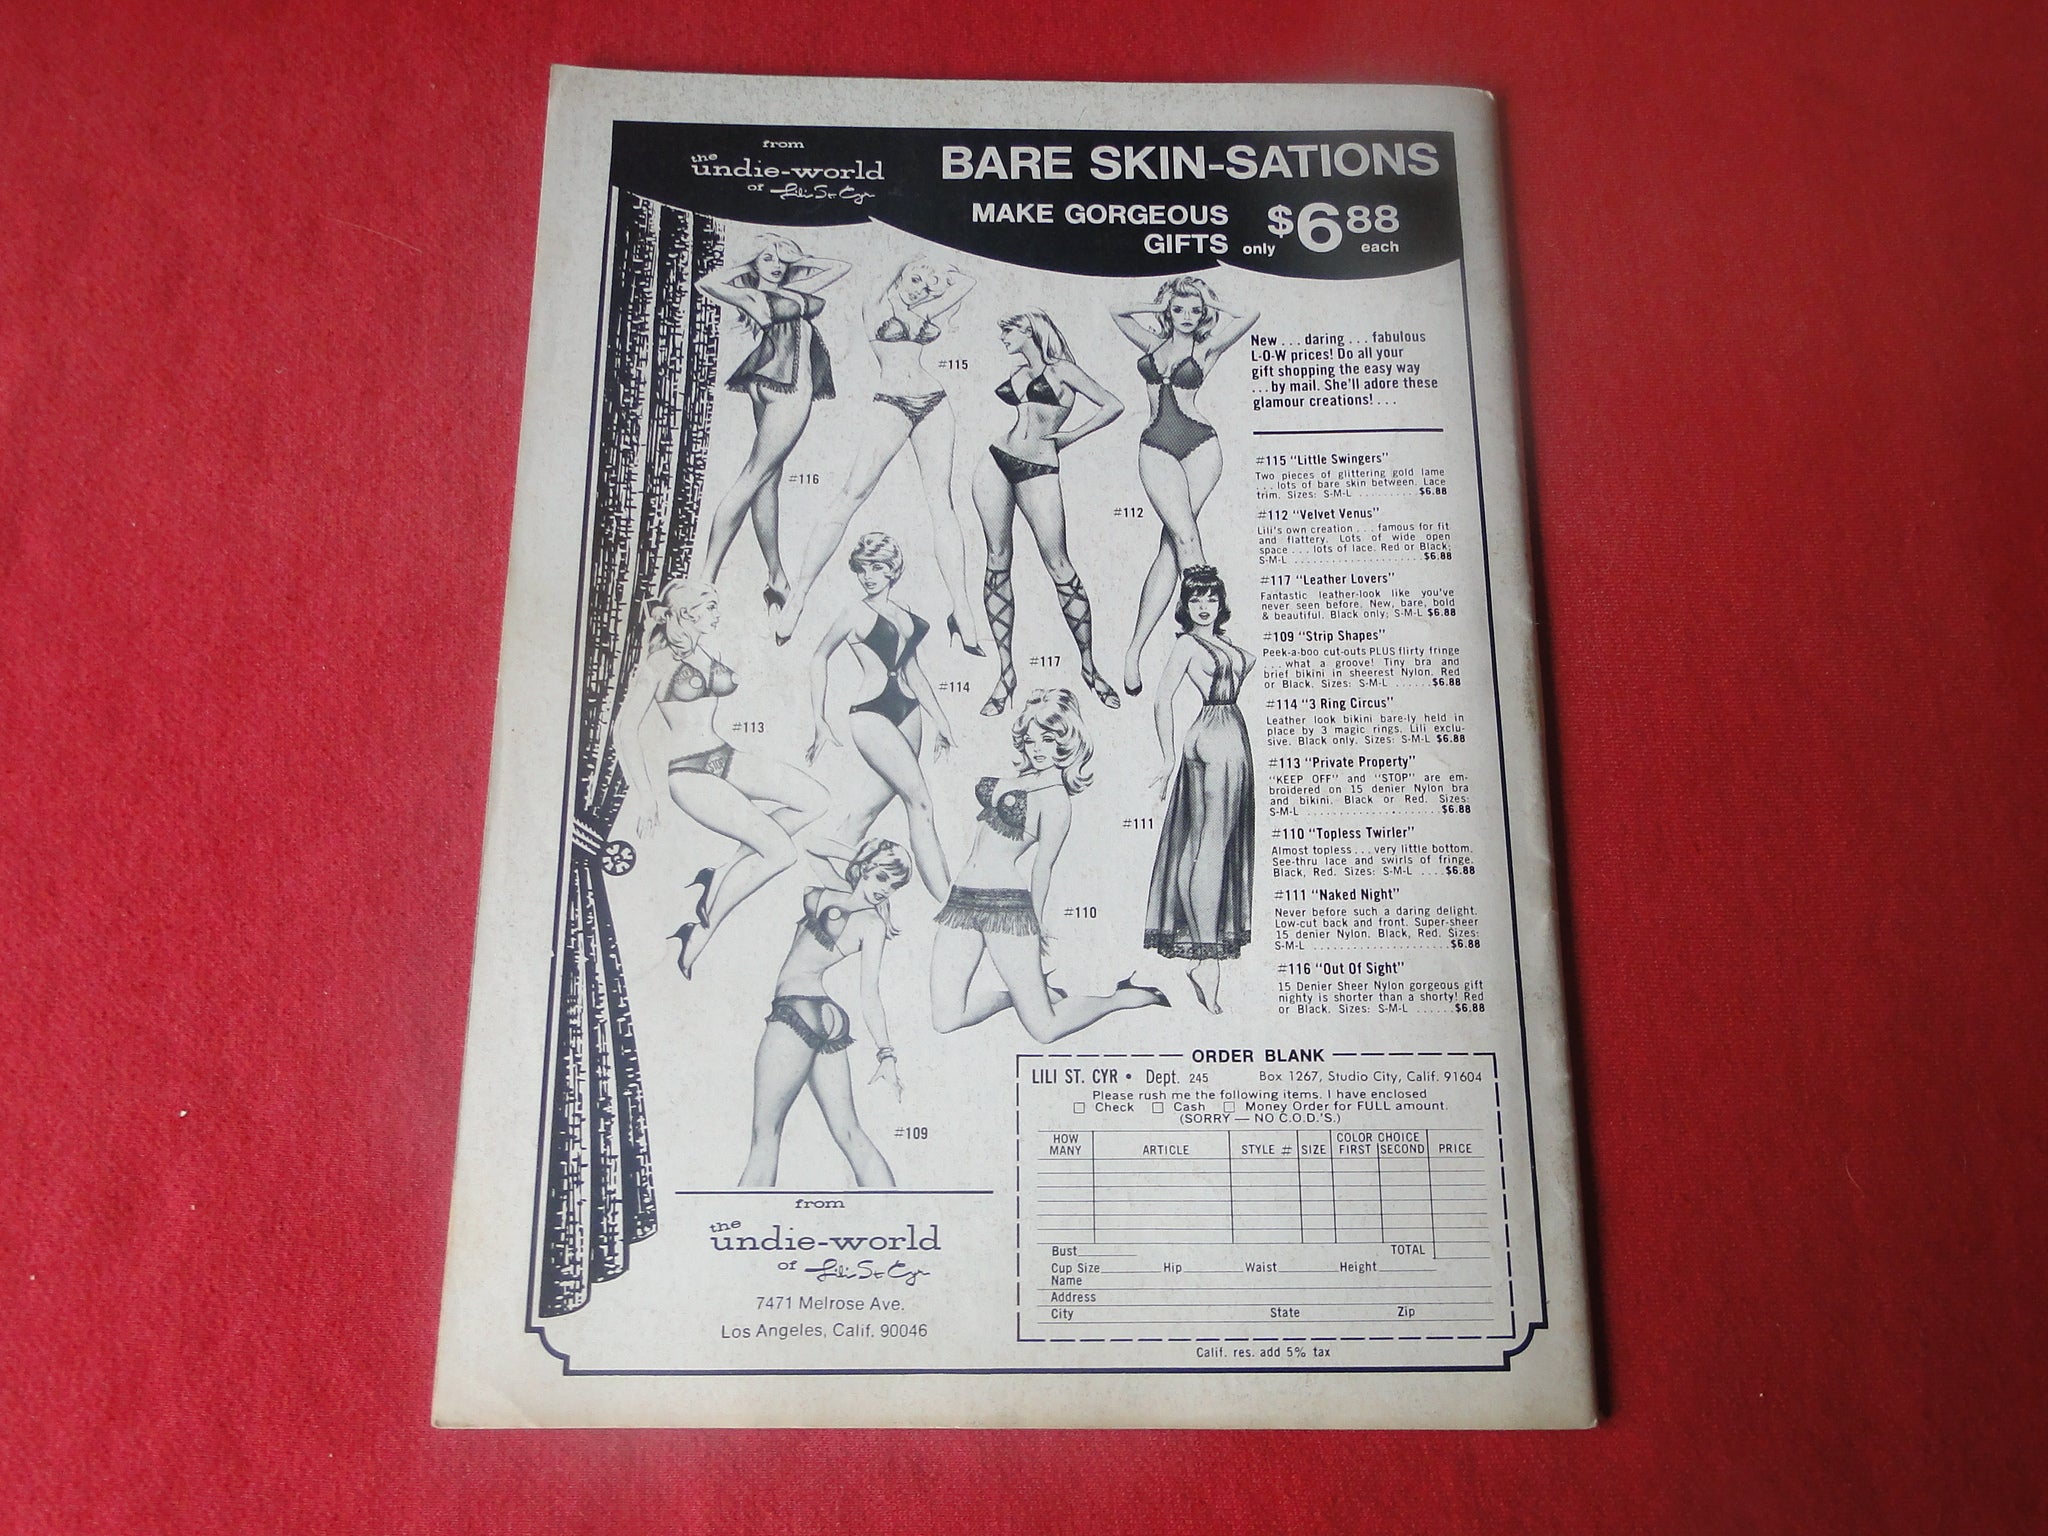 from
the
undie-world
of Lili St. Cyr
BARE SKIN-SATIONS
MAKE GORGEOUS
GIFTS only $6.88 each
#116
#115
#117
#112
#113
#114
#111
#110
#109
New . . . daring . . . fabulous
L-O-W prices! Do all your
gift shopping the easy way
. . . by mail. She'll adore these
glamour creations! . . .
#115 "Little Swingers"
Two pieces of glittering gold lame
. . . lots of bare skin between. Lace
trim. Sizes: S-M-L . . . . . . . . . $6.88
#112 "Velvet Venus"
Lili's own creation . . . famous for fit
and flattery. Lots of wide open
space . . . lots of lace. Red or Black;
S-M-L . . . . . . . . . . . . . . . . . . . . $6.88
#117 "Leather Lovers"
Fantastic leather-look like you've
never seen before. New, bare, bold
& beautiful. Black only; S-M-L $6.88
#109 "Strip Shapes"
Peek-a-boo cut-outs PLUS flirty fringe
. . . what a groove! Tiny bra and
brief bikini in sheerest Nylon. Red
or Black. Sizes: S-M-L . . . . . . $6.88
#114 "3 Ring Circus"
Leather look bikini bare-ly held in
place by 3 magic rings. Lili exclu-
sive. Black only. Sizes: S-M-L $6.88
#113 "Private Property"
"KEEP OFF" and "STOP" are em-
broidered on 15 denier Nylon bra
and bikini. Black or Red. Sizes:
S-M-L . . . . . . . . . . . . . . . . . . . . . $6.88
#110 "Topless Twirler"
Almost topless . . . very little bottom.
See-thru lace and swirls of fringe.
Black, Red. Sizes: S-M-L . . . . $6.88
#111 "Naked Night"
Never before such a daring delight.
Low-cut back and front. Super-sheer
15 denier Nylon. Black, Red. Sizes:
S-M-L . . . . . . . . . . . . . . . . . . . . . $6.88
#116 "Out Of Sight"
15 Denier Sheer Nylon gorgeous gift
nighty is shorter than a shorty! Red
or Black. Sizes: S-M-L . . . . . . $6.88
from
the
undie-world
of Lili St. Cyr
7471 Melrose Ave.
Los Angeles, Calif. 90046
ORDER BLANK
LILI ST. CYR • Dept. 245 Box 1267, Studio City, Calif. 91604
Please rush me the following items. I have enclosed
☐ Check ☐ Cash ☐ Money Order for FULL amount.
(SORRY — NO C.O.D.'S.)
HOW MANY ARTICLE STYLE # SIZE COLOR CHOICE FIRST SECOND PRICE
Bust TOTAL
Cup Size Hip Waist Height
Name
Address
City State Zip
Calif. res. add 5% tax